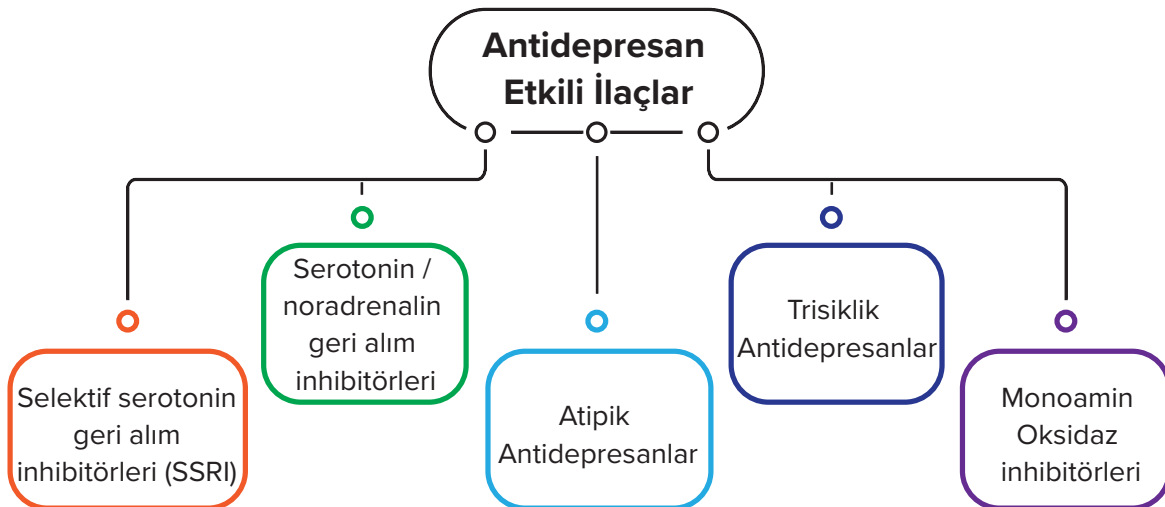 Antidepresan
Etkili İlaçlar
Selektif serotonin
geri alım
inhibitörleri (SSRI)
Serotonin /
noradrenalin
geri alım
inhibitörleri
Atipik
Antidepresanlar
Trisiklik
Antidepresanlar
Monoamin
Oksidaz
inhibitörleri